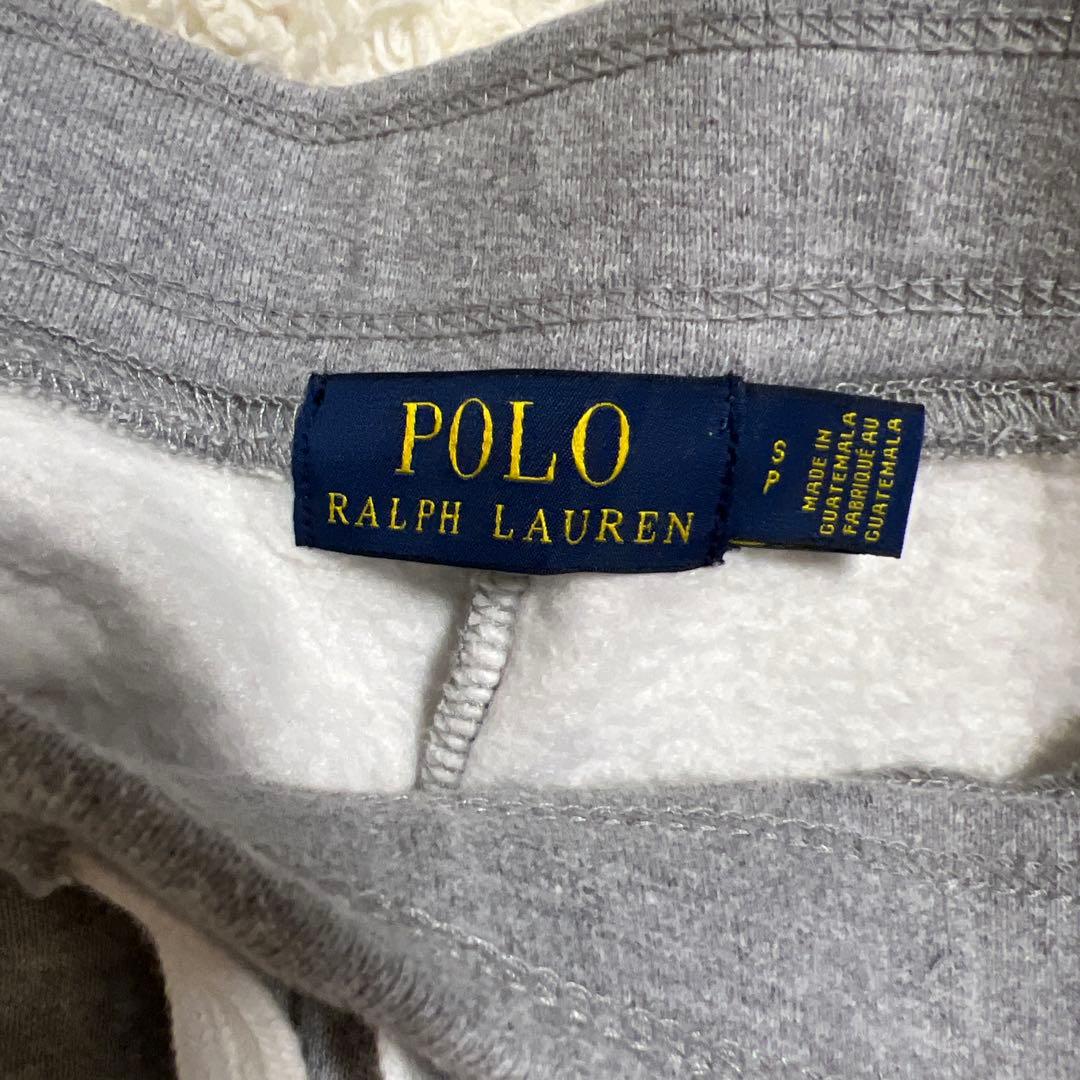 POLO
RALPH LAUREN
S
P
MADE IN
GUATEMALA
FABRIQUÉ AU
GUATEMALA